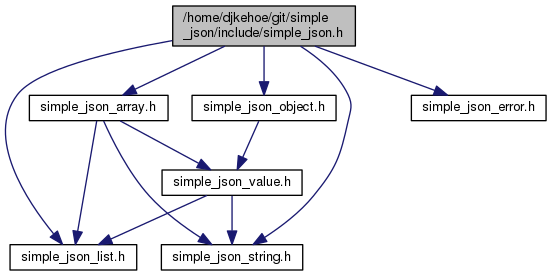 /home/djkehoe/git/simple
_json/include/simple_json.h
simple_json_array.h
simple_json_object.h
simple_json_error.h
simple_json_value.h
simple_json_list.h
simple_json_string.h